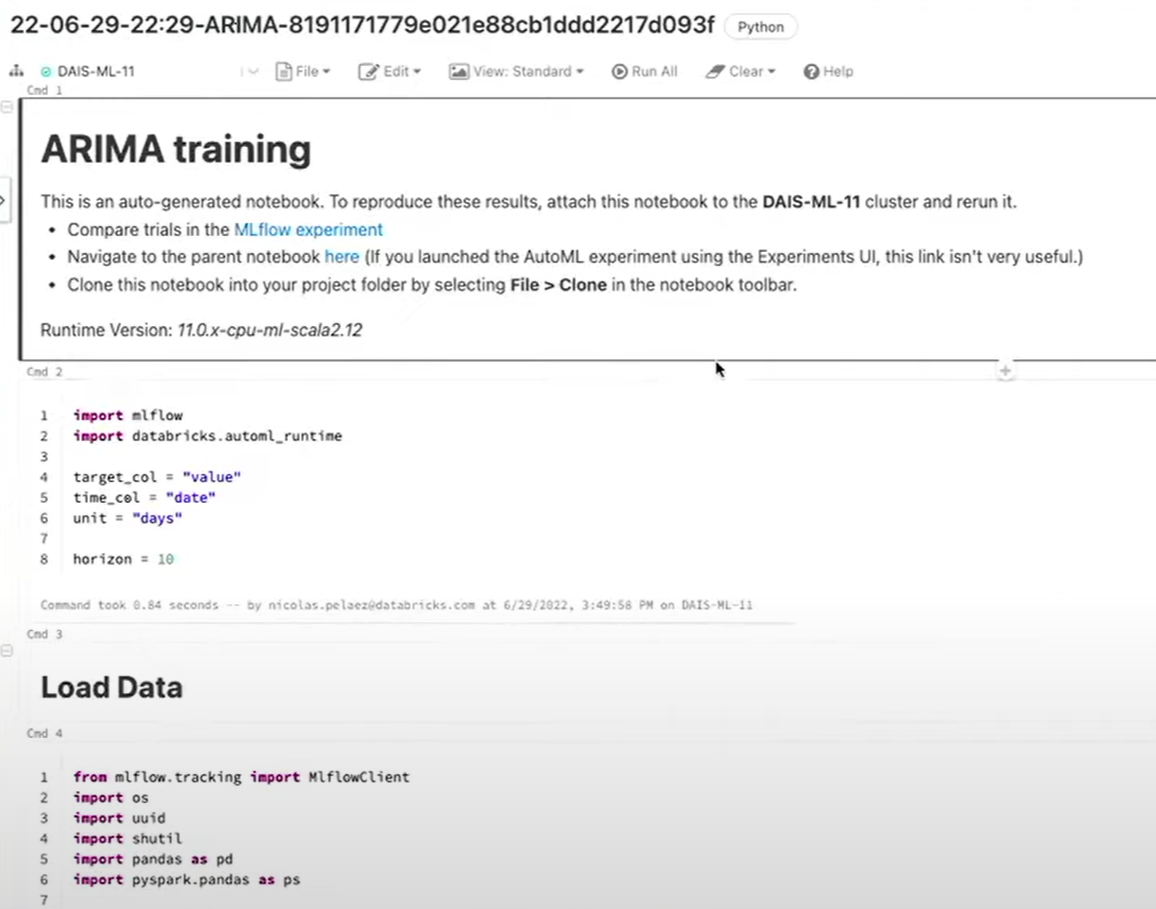 22-06-29-22:29-ARIMA-8191171779e021e88cb1ddd2217d093f Python
DAIS-ML-11 File Edit View: Standard Run All Clear Help
Cmd 1
ARIMA training
This is an auto-generated notebook. To reproduce these results, attach this notebook to the DAIS-ML-11 cluster and rerun it.
• Compare trials in the MLflow experiment
• Navigate to the parent notebook here (If you launched the AutoML experiment using the Experiments UI, this link isn't very useful.)
• Clone this notebook into your project folder by selecting File > Clone in the notebook toolbar.
Runtime Version: 11.0.x-cpu-ml-scala2.12
Cmd 2
1 import mlflow
2 import databricks.automl_runtime
3
4 target_col = "value"
5 time_col = "date"
6 unit = "days"
7
8 horizon = 10
Command took 0.84 seconds -- by nicolas.pelaez@databricks.com at 6/29/2022, 3:49:58 PM on DAIS-ML-11
Cmd 3
Load Data
Cmd 4
1 from mlflow.tracking import MlflowClient
2 import os
3 import uuid
4 import shutil
5 import pandas as pd
6 import pyspark.pandas as ps
7